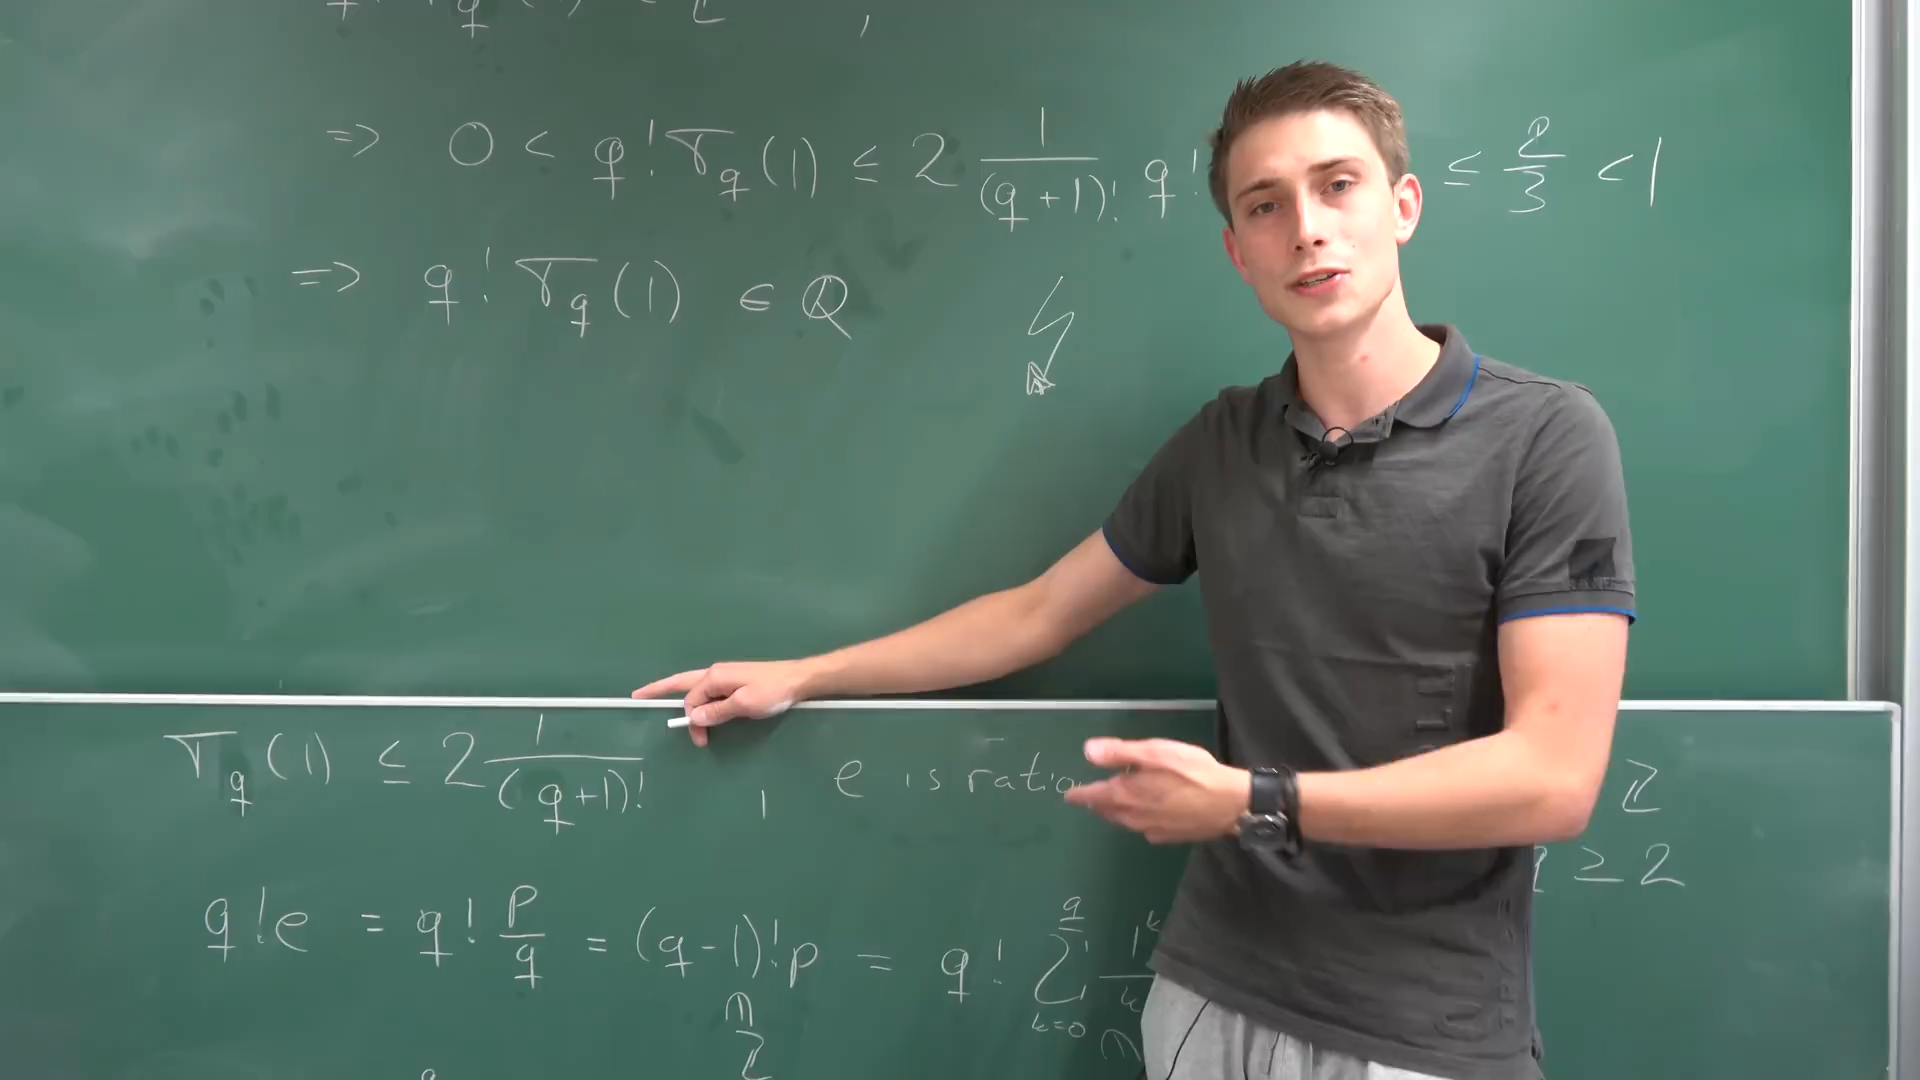 => 0 < q! r_q(1) ≤ 2 1/(q+1)! q! ≤ 2/3 < 1
=> q! r_q(1) ∈ Q
r_q(1) ≤ 2 1/(q+1)! , e is ratio ℤ
≥ 2
q!e = q! p/q = (q-1)! p = q! ∑_{k=0}^{q} 1^k
∩
ℤ